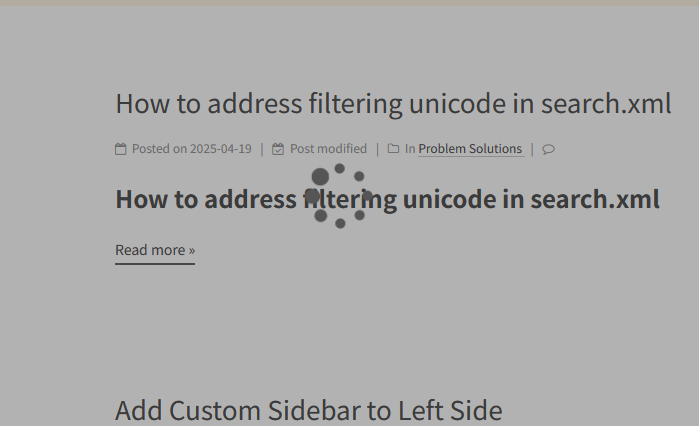 How to address filtering unicode in search.xml
Posted on 2025-04-19 | Post modified | In Problem Solutions |
How to address filtering unicode in search.xml
Read more »
Add Custom Sidebar to Left Side